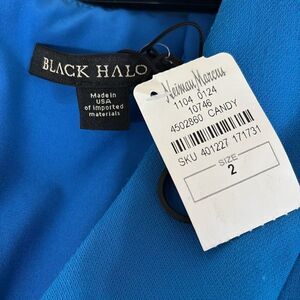 BLACK HALO
Made in
USA
of imported
materials
Neiman Marcus
1104 0124
10746
4502860 CANDY
SKU 401227 171731
SIZE
2